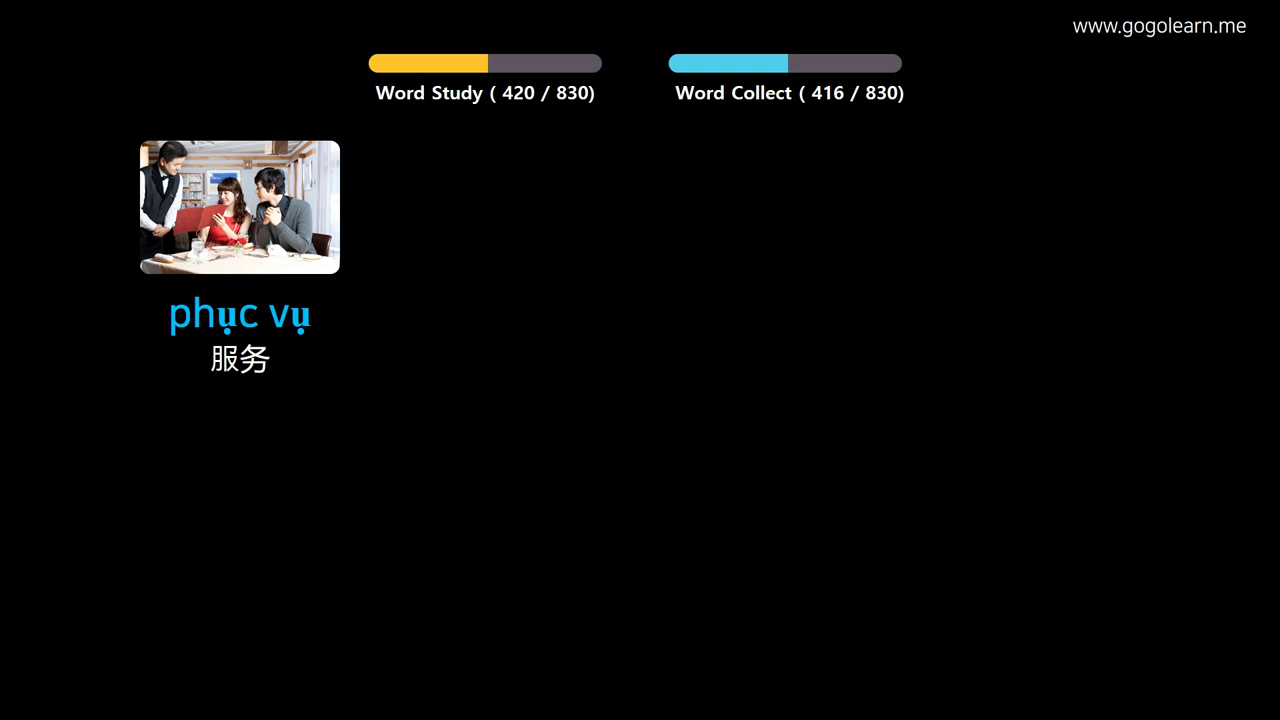 www.gogolearn.me
Word Study ( 420 / 830)
Word Collect ( 416 / 830)
phục vụ
服务